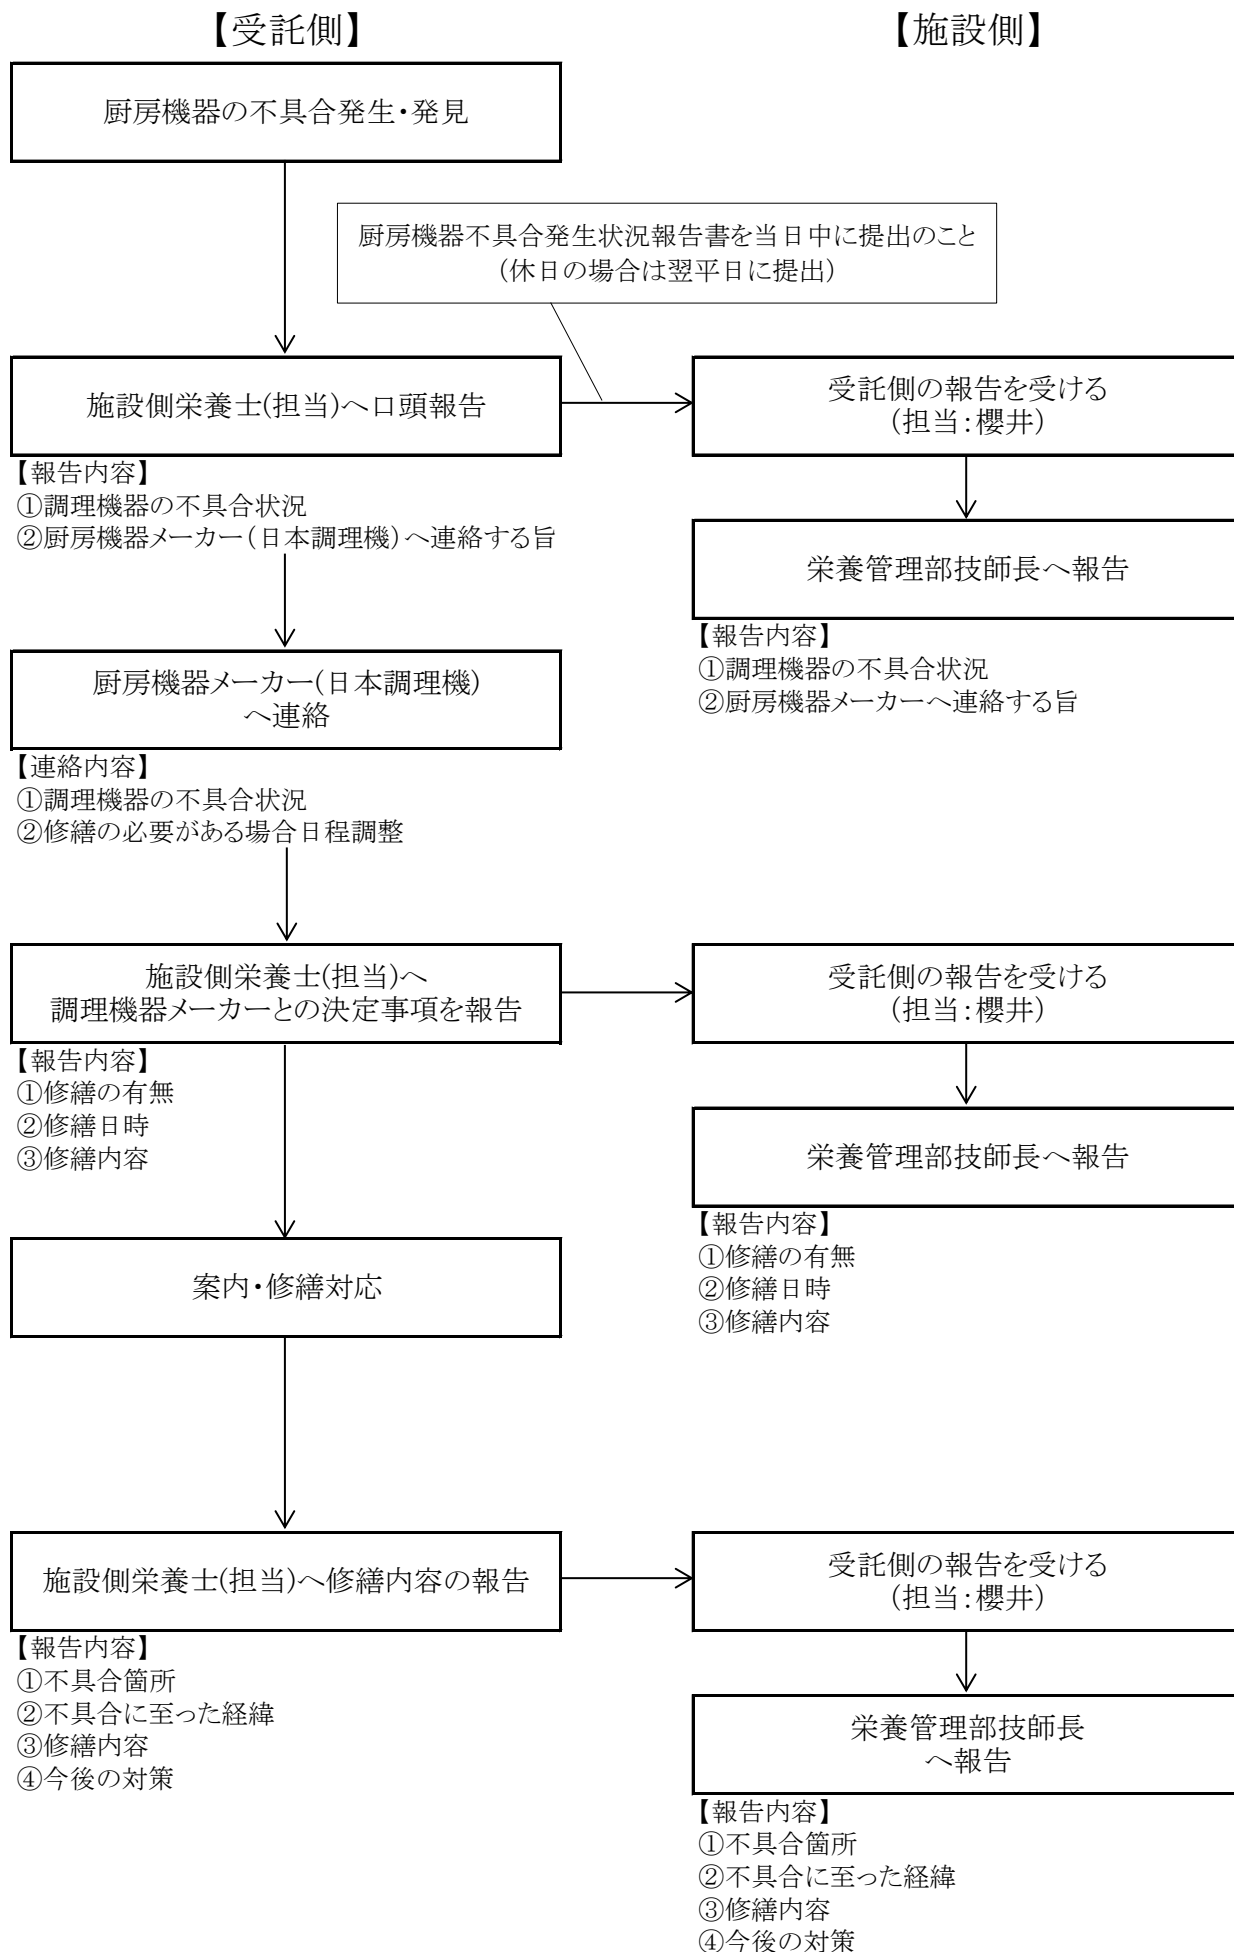 【受託側】
【施設側】
厨房機器の不具合発生・発見
厨房機器不具合発生状況報告書を当日中に提出のこと
（休日の場合は翌平日に提出）
施設側栄養士(担当)へ口頭報告
受託側の報告を受ける
（担当：櫻井）
【報告内容】
①調理機器の不具合状況
②厨房機器メーカー（日本調理機）へ連絡する旨
栄養管理部技師長へ報告
【報告内容】
①調理機器の不具合状況
②厨房機器メーカーへ連絡する旨
厨房機器メーカー(日本調理機)
へ連絡
【連絡内容】
①調理機器の不具合状況
②修繕の必要がある場合日程調整
施設側栄養士(担当)へ
調理機器メーカーとの決定事項を報告
受託側の報告を受ける
（担当：櫻井）
【報告内容】
①修繕の有無
②修繕日時
③修繕内容
栄養管理部技師長へ報告
【報告内容】
①修繕の有無
②修繕日時
③修繕内容
案内・修繕対応
施設側栄養士(担当)へ修繕内容の報告
受託側の報告を受ける
（担当：櫻井）
【報告内容】
①不具合箇所
②不具合に至った経緯
③修繕内容
④今後の対策
栄養管理部技師長
へ報告
【報告内容】
①不具合箇所
②不具合に至った経緯
③修繕内容
④今後の対策